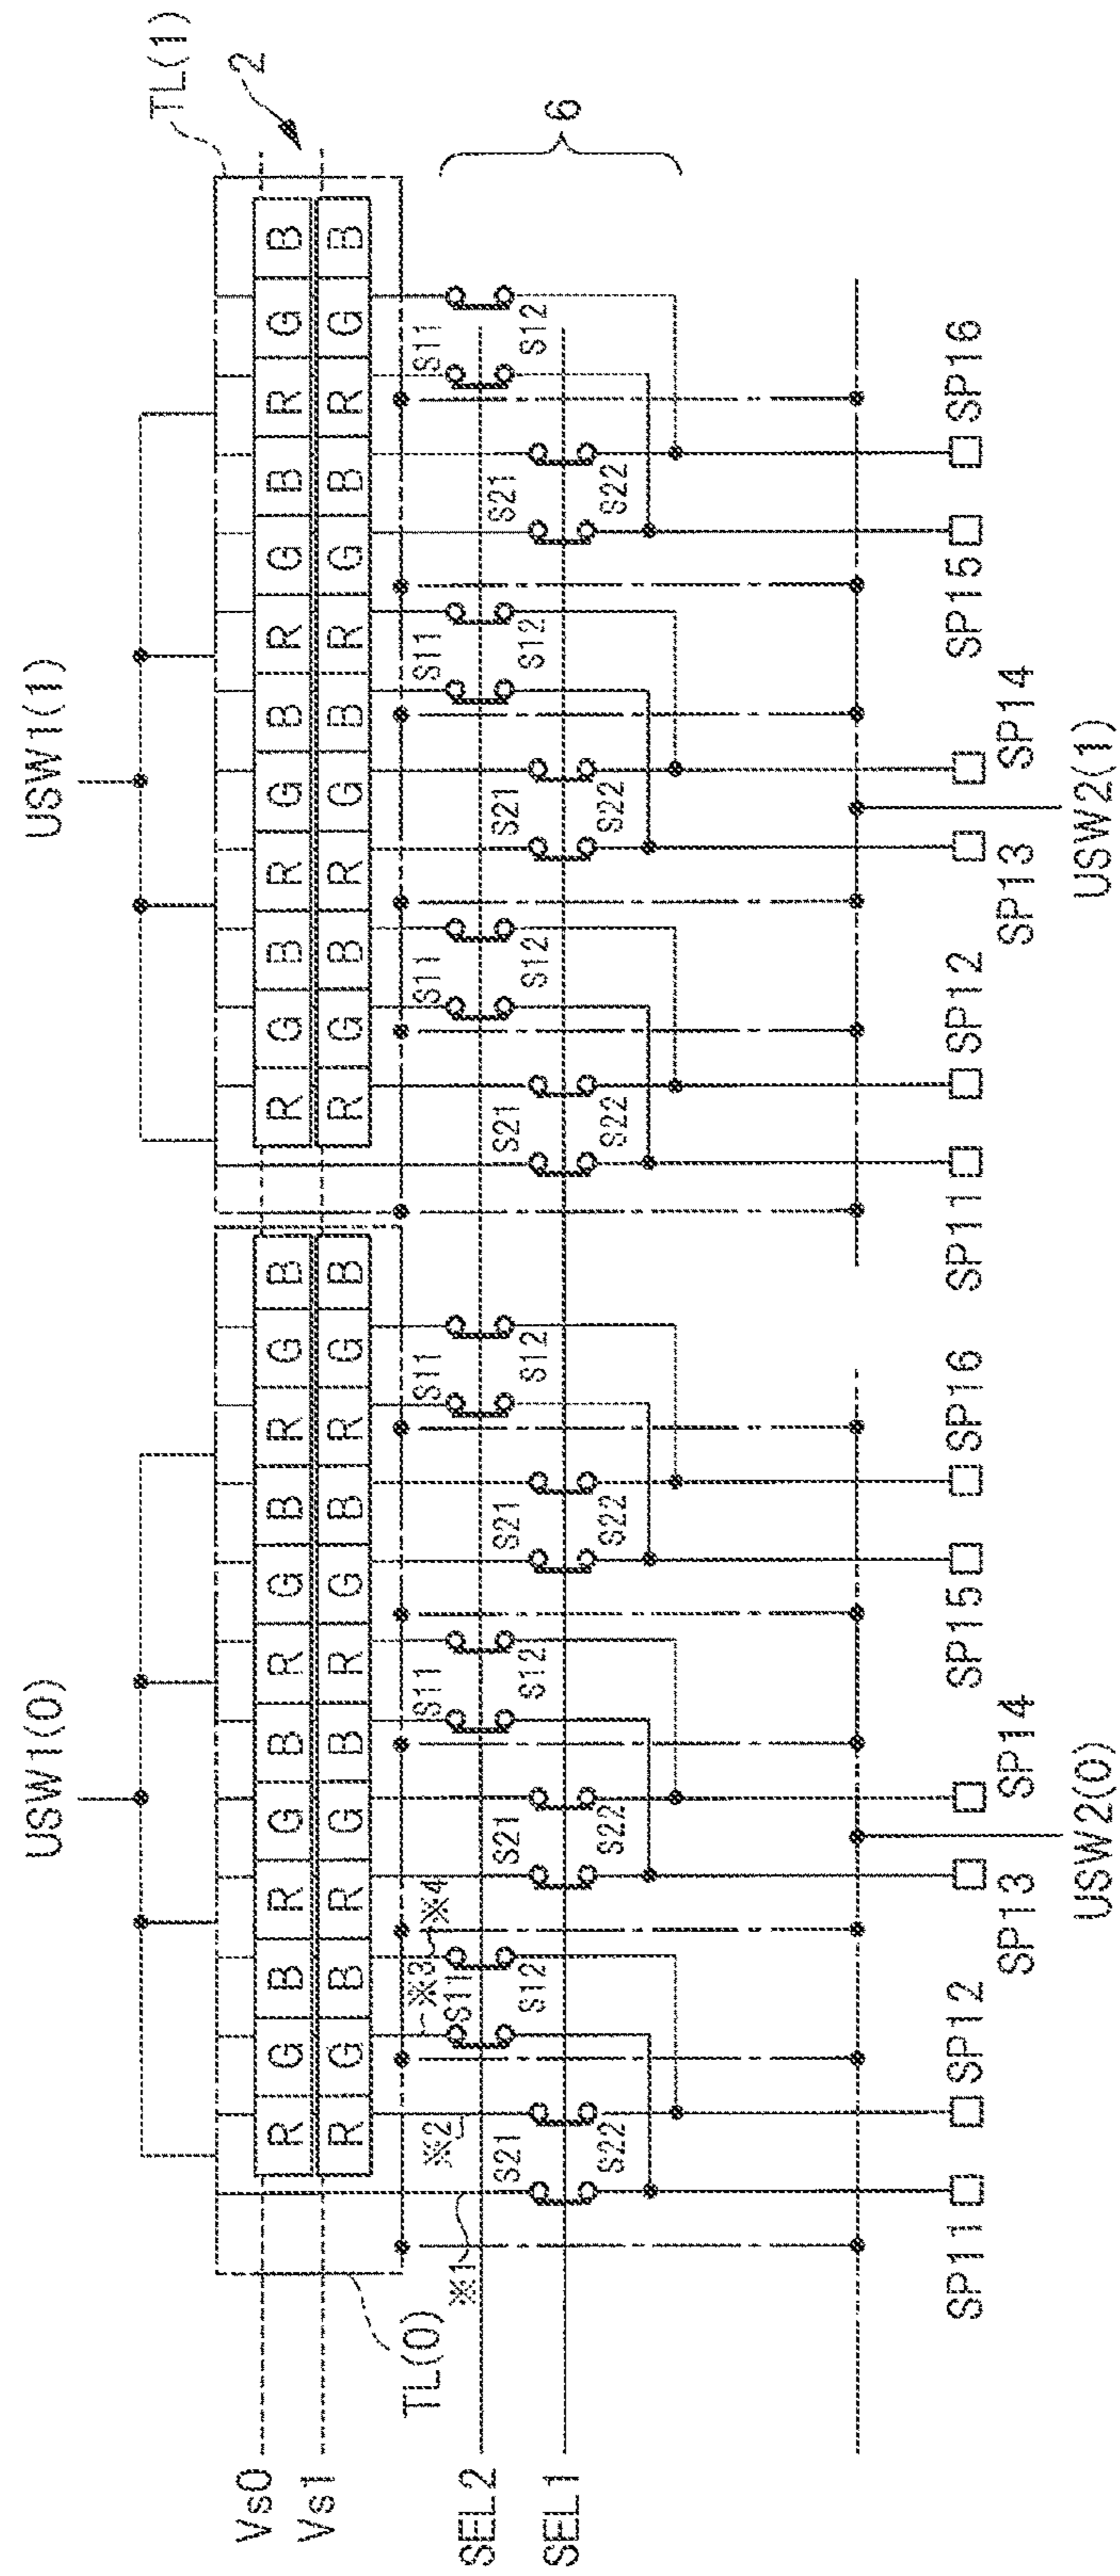 USW1(0)
USW1(1)
TL(1)
2
Vs0
R G B R G B R G B R G B
R G B R G B R G B R G B
Vs1
R G B R G B R G B R G B
R G B R G B R G B R G B
TL(0)
6
※1
※2
※3
※4
SEL2
S11
S11
S11
S11
S11
S11
S21
S21
S21
S21
S21
S21
S12
S12
S12
S12
S12
S12
SEL1
S22
S22
S22
S22
S22
S22
SP11
SP12
SP13
SP14
SP15
SP16
SP11
SP12
SP13
SP14
SP15
SP16
USW2(0)
USW2(1)